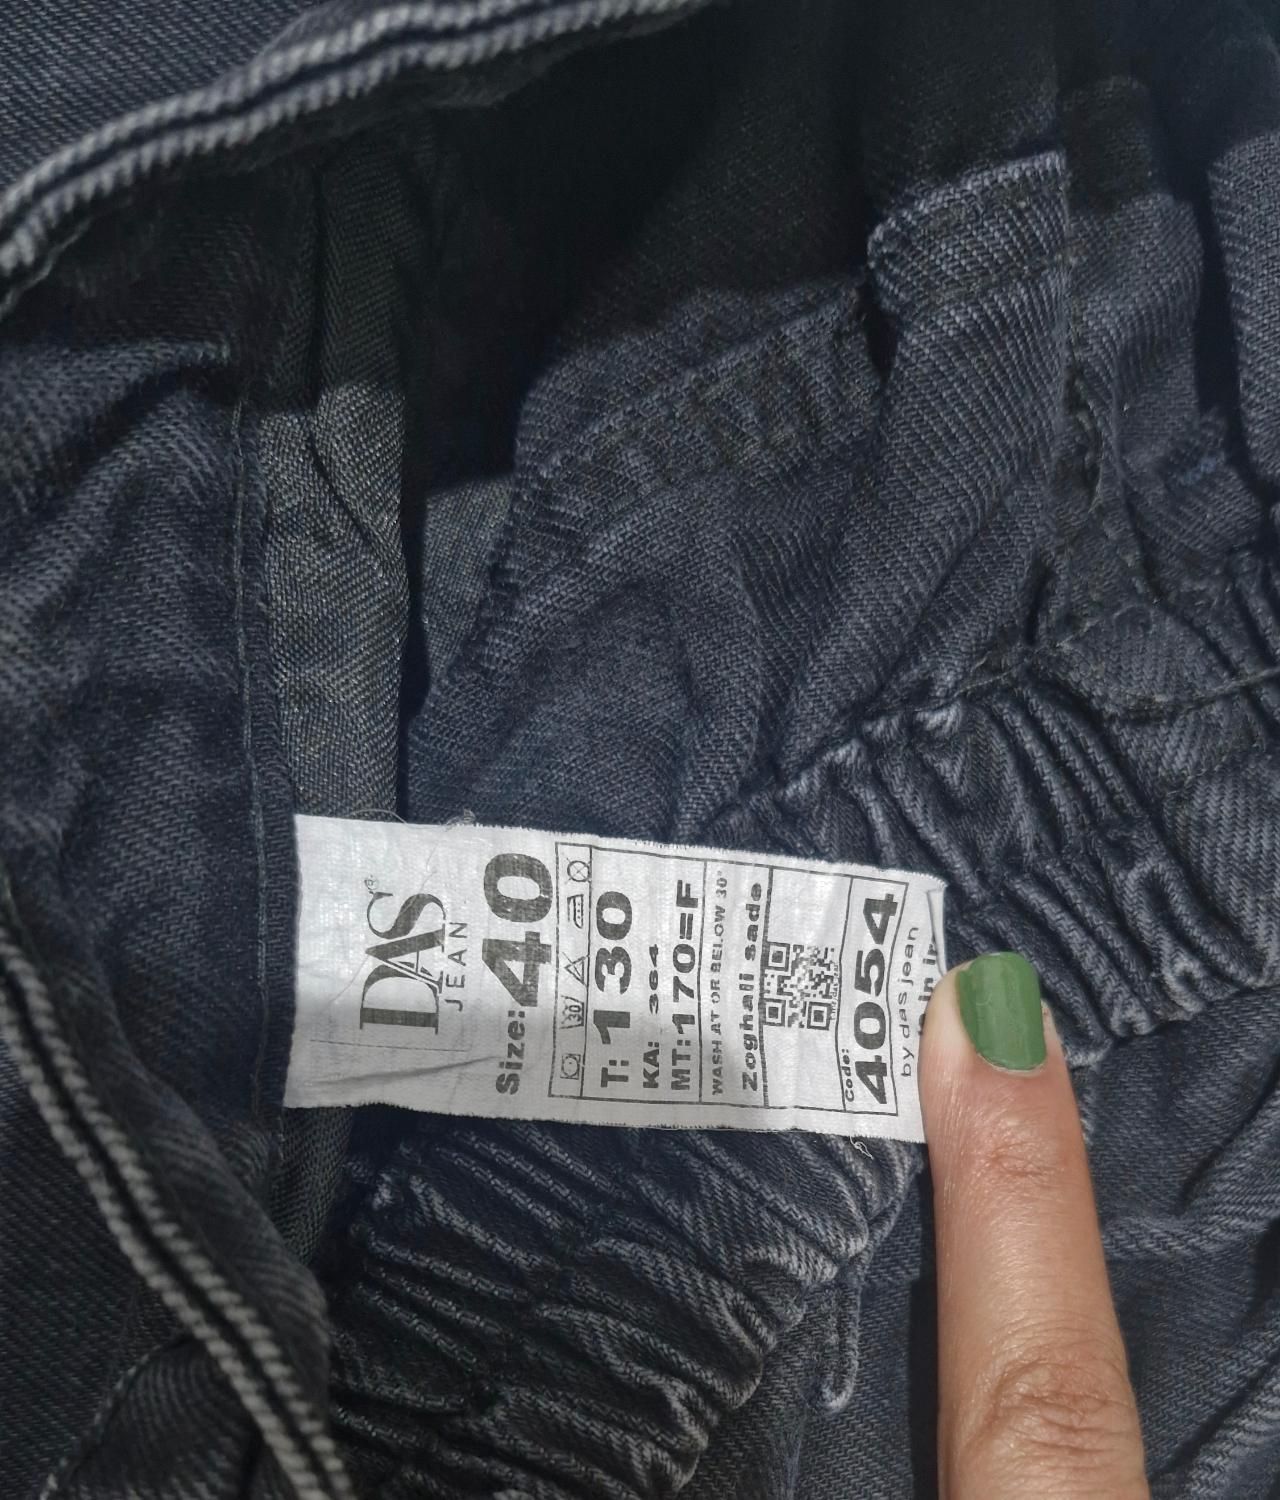 DAS
JEAN
Size:40
30
T: 130
KA: 364
MT:170=F
WASH AT OR BELOW 30°
Zoghali sade
Code:
4054
by das jean